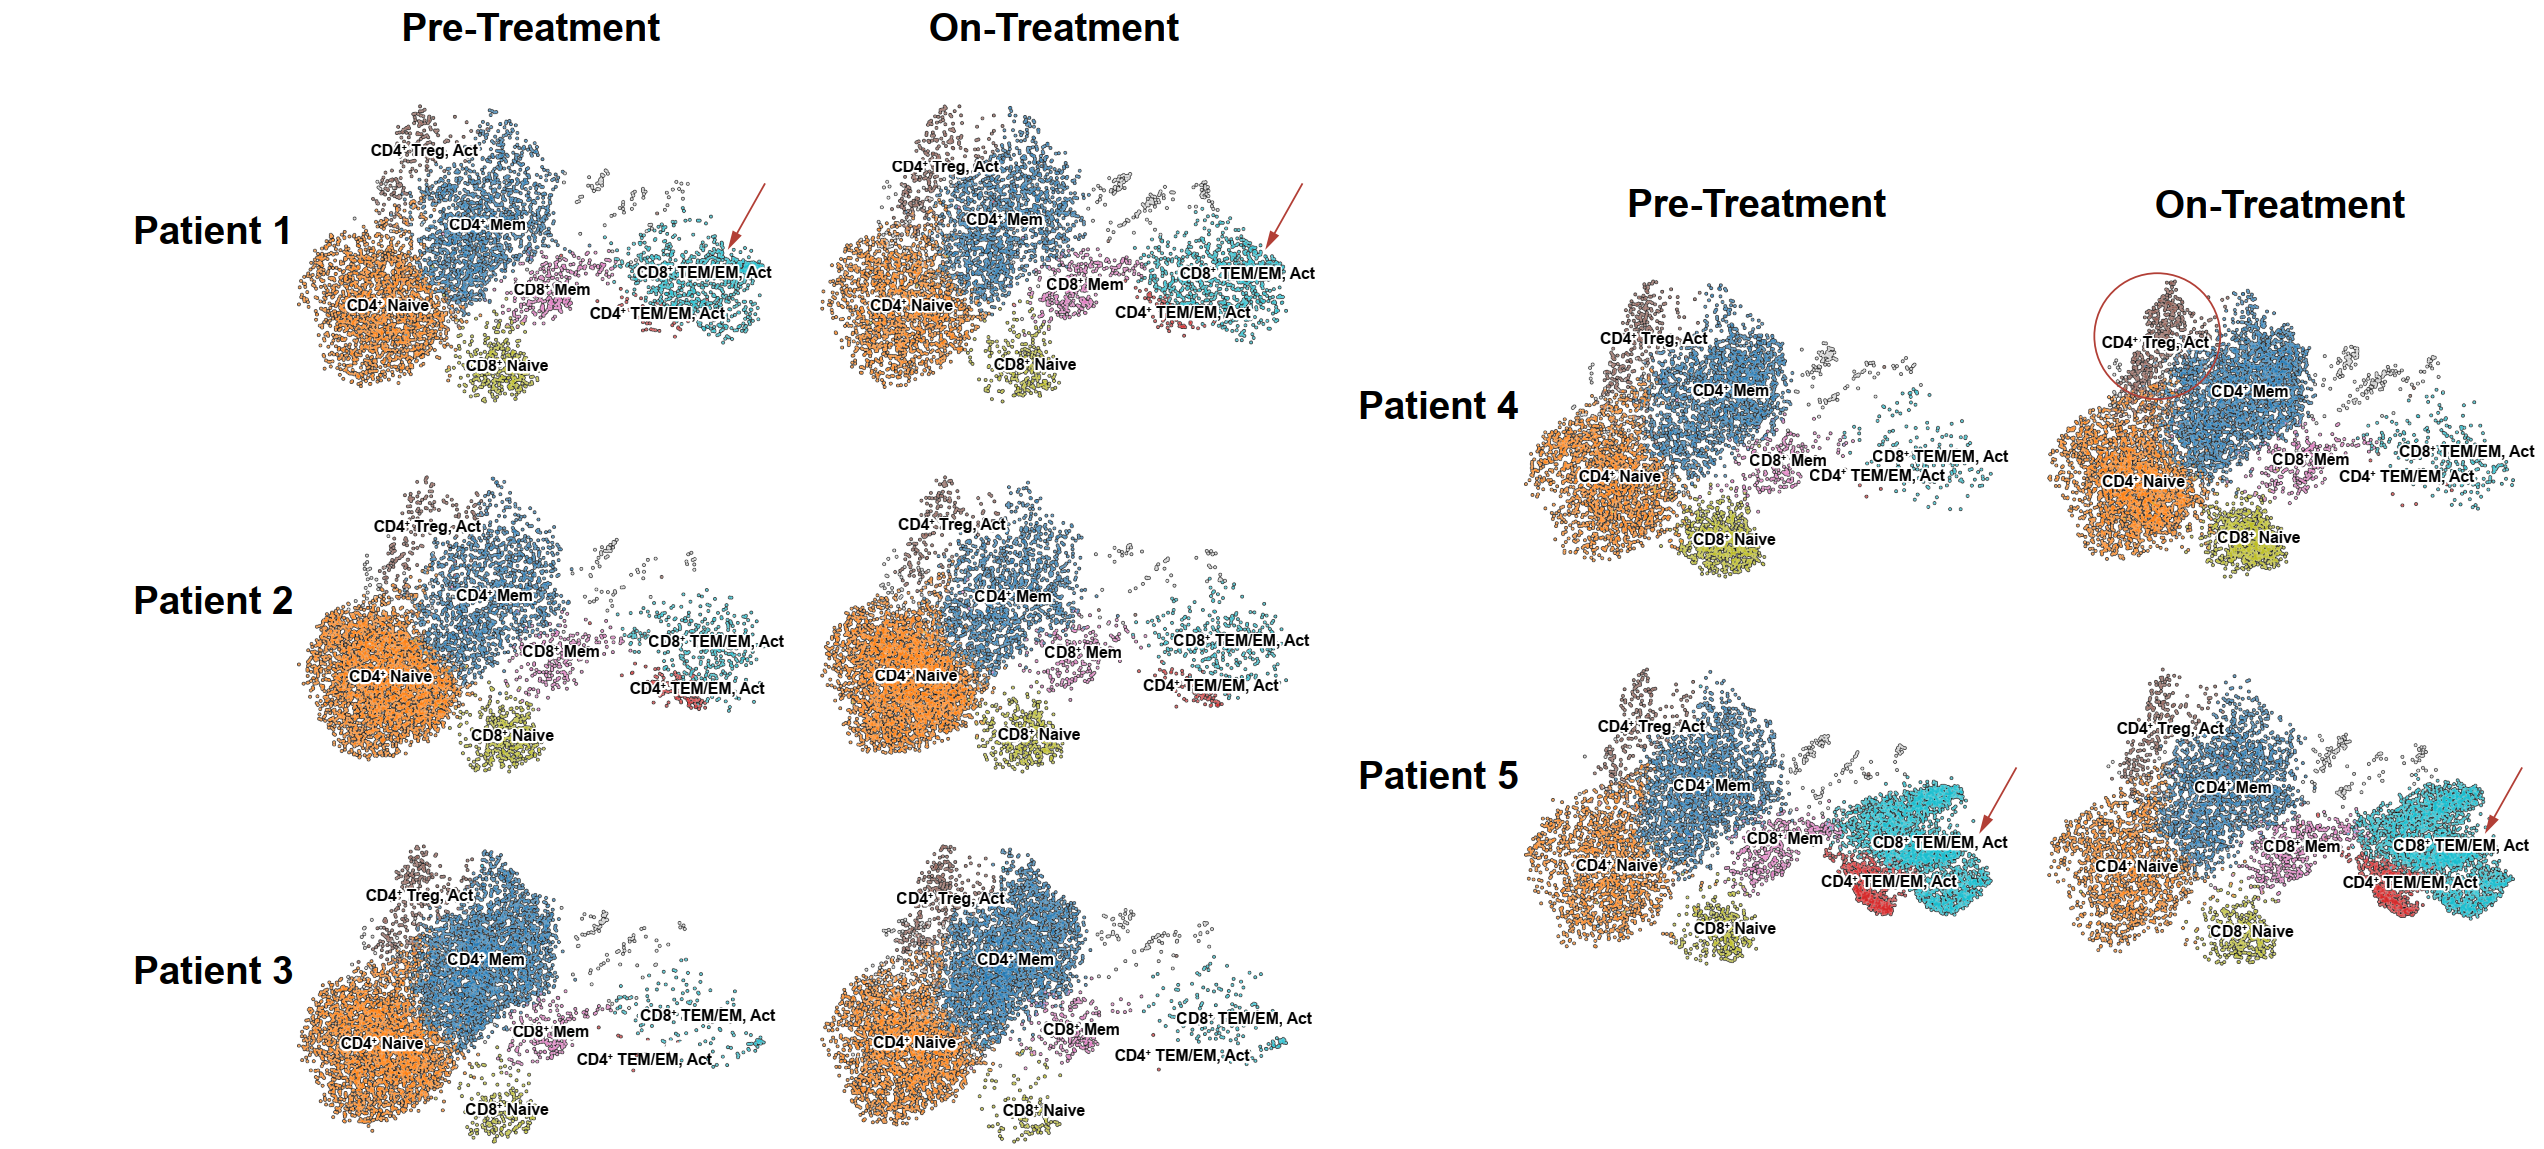 Pre-Treatment
On-Treatment
Patient 1
CD4⁺ Treg, Act
CD4⁺ Mem
CD8⁺ TEM/EM, Act
CD8⁺ Mem
CD4⁺ Naive
CD4⁺ TEM/EM, Act
CD8⁺ Naive
CD4⁺ Treg, Act
CD4⁺ Mem
CD8⁺ TEM/EM, Act
CD8⁺ Mem
CD4⁺ Naive
CD4⁺ TEM/EM, Act
CD8⁺ Naive
Patient 2
CD4⁺ Treg, Act
CD4⁺ Mem
CD8⁺ TEM/EM, Act
CD8⁺ Mem
CD4⁺ Naive
CD4⁺ TEM/EM, Act
CD8⁺ Naive
CD4⁺ Treg, Act
CD4⁺ Mem
CD8⁺ TEM/EM, Act
CD8⁺ Mem
CD4⁺ Naive
CD4⁺ TEM/EM, Act
CD8⁺ Naive
Patient 3
CD4⁺ Treg, Act
CD4⁺ Mem
CD8⁺ TEM/EM, Act
CD8⁺ Mem
CD4⁺ Naive
CD4⁺ TEM/EM, Act
CD8⁺ Naive
CD4⁺ Treg, Act
CD4⁺ Mem
CD8⁺ TEM/EM, Act
CD8⁺ Mem
CD4⁺ Naive
CD4⁺ TEM/EM, Act
CD8⁺ Naive
Pre-Treatment
On-Treatment
Patient 4
CD4⁺ Treg, Act
CD4⁺ Mem
CD8⁺ TEM/EM, Act
CD8⁺ Mem
CD4⁺ Naive
CD4⁺ TEM/EM, Act
CD8⁺ Naive
CD4⁺ Treg, Act
CD4⁺ Mem
CD8⁺ TEM/EM, Act
CD8⁺ Mem
CD4⁺ Naive
CD4⁺ TEM/EM, Act
CD8⁺ Naive
Patient 5
CD4⁺ Treg, Act
CD4⁺ Mem
CD8⁺ Mem
CD8⁺ TEM/EM, Act
CD4⁺ Naive
CD4⁺ TEM/EM, Act
CD8⁺ Naive
CD4⁺ Treg, Act
CD4⁺ Mem
CD8⁺ Mem
CD8⁺ TEM/EM, Act
CD4⁺ Naive
CD4⁺ TEM/EM, Act
CD8⁺ Naive